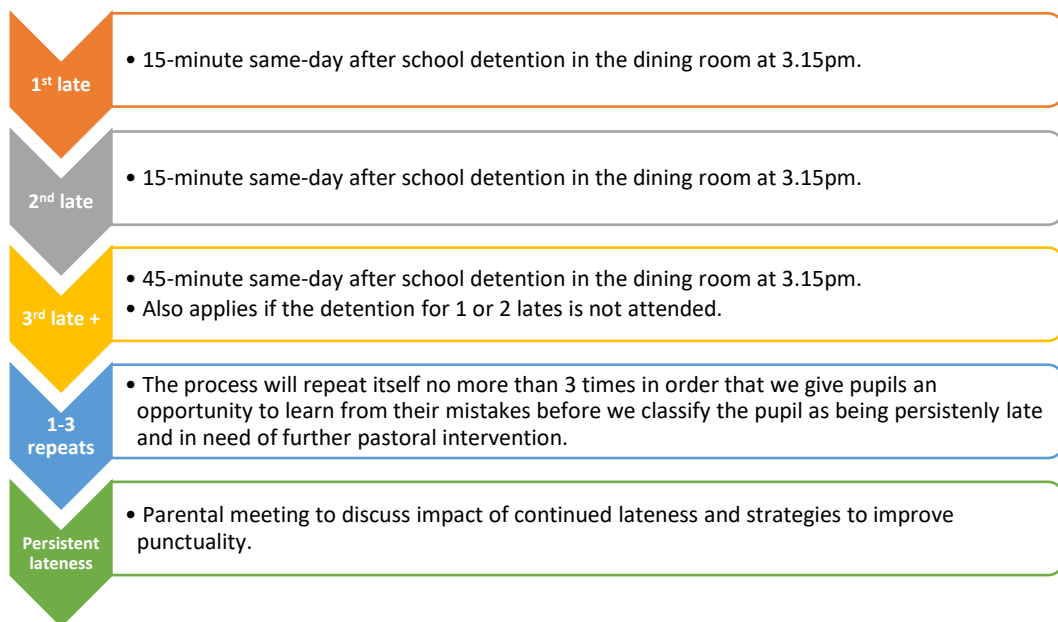 1st late
• 15-minute same-day after school detention in the dining room at 3.15pm.
2nd late
• 15-minute same-day after school detention in the dining room at 3.15pm.
3rd late +
• 45-minute same-day after school detention in the dining room at 3.15pm.
• Also applies if the detention for 1 or 2 lates is not attended.
1-3
repeats
• The process will repeat itself no more than 3 times in order that we give pupils an
opportunity to learn from their mistakes before we classify the pupil as being persistenly late
and in need of further pastoral intervention.
Persistent
lateness
• Parental meeting to discuss impact of continued lateness and strategies to improve
punctuality.